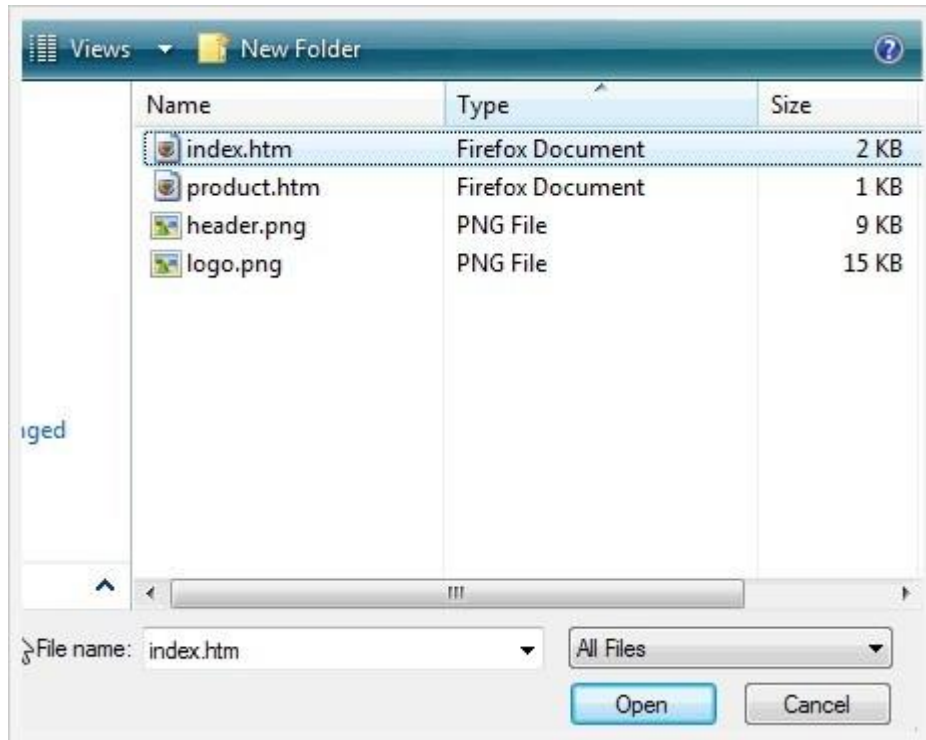 Views New Folder
Name Type Size
index.htm Firefox Document 2 KB
product.htm Firefox Document 1 KB
header.png PNG File 9 KB
logo.png PNG File 15 KB
nged
File name: index.htm All Files
Open Cancel